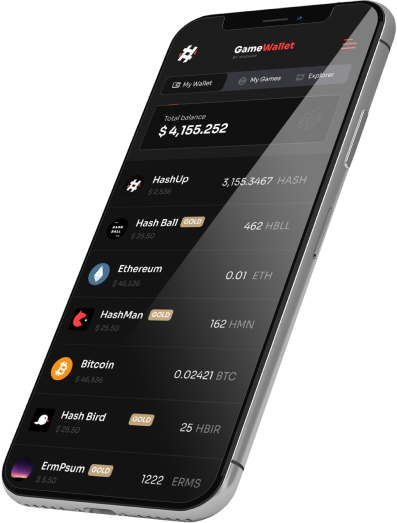 GameWallet
BY HASHUP
My Wallet
My Games
Explorer
Total balance
$ 4,155.252
HashUp
$ 2,536
3,155.3467 HASH
Hash Ball GOLD
$ 25.50
462 HBLL
Ethereum
$ 46,536
0.01 ETH
HashMan GOLD
$ 25.50
162 HMN
Bitcoin
$ 46,536
0.02421 BTC
Hash Bird GOLD
$ 25.50
25 HBIR
ErmPsum GOLD
$ 5.50
1222 ERMS